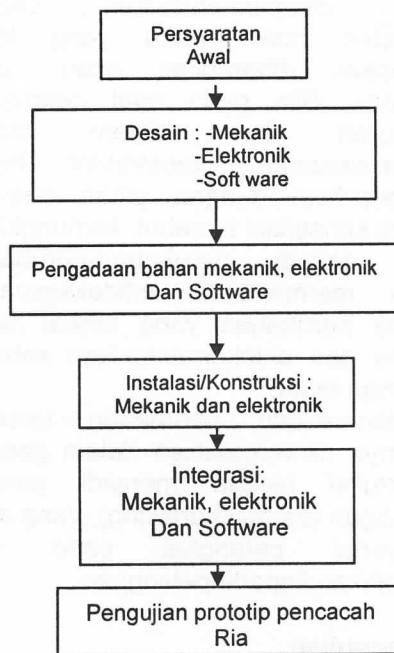 Persyaratan
Awal
Desain : -Mekanik
-Elektronik
-Soft ware
Pengadaan bahan mekanik, elektronik
Dan Software
Instalasi/Konstruksi :
Mekanik dan elektronik
Integrasi:
Mekanik, elektronik
Dan Software
Pengujian prototip pencacah
Ria